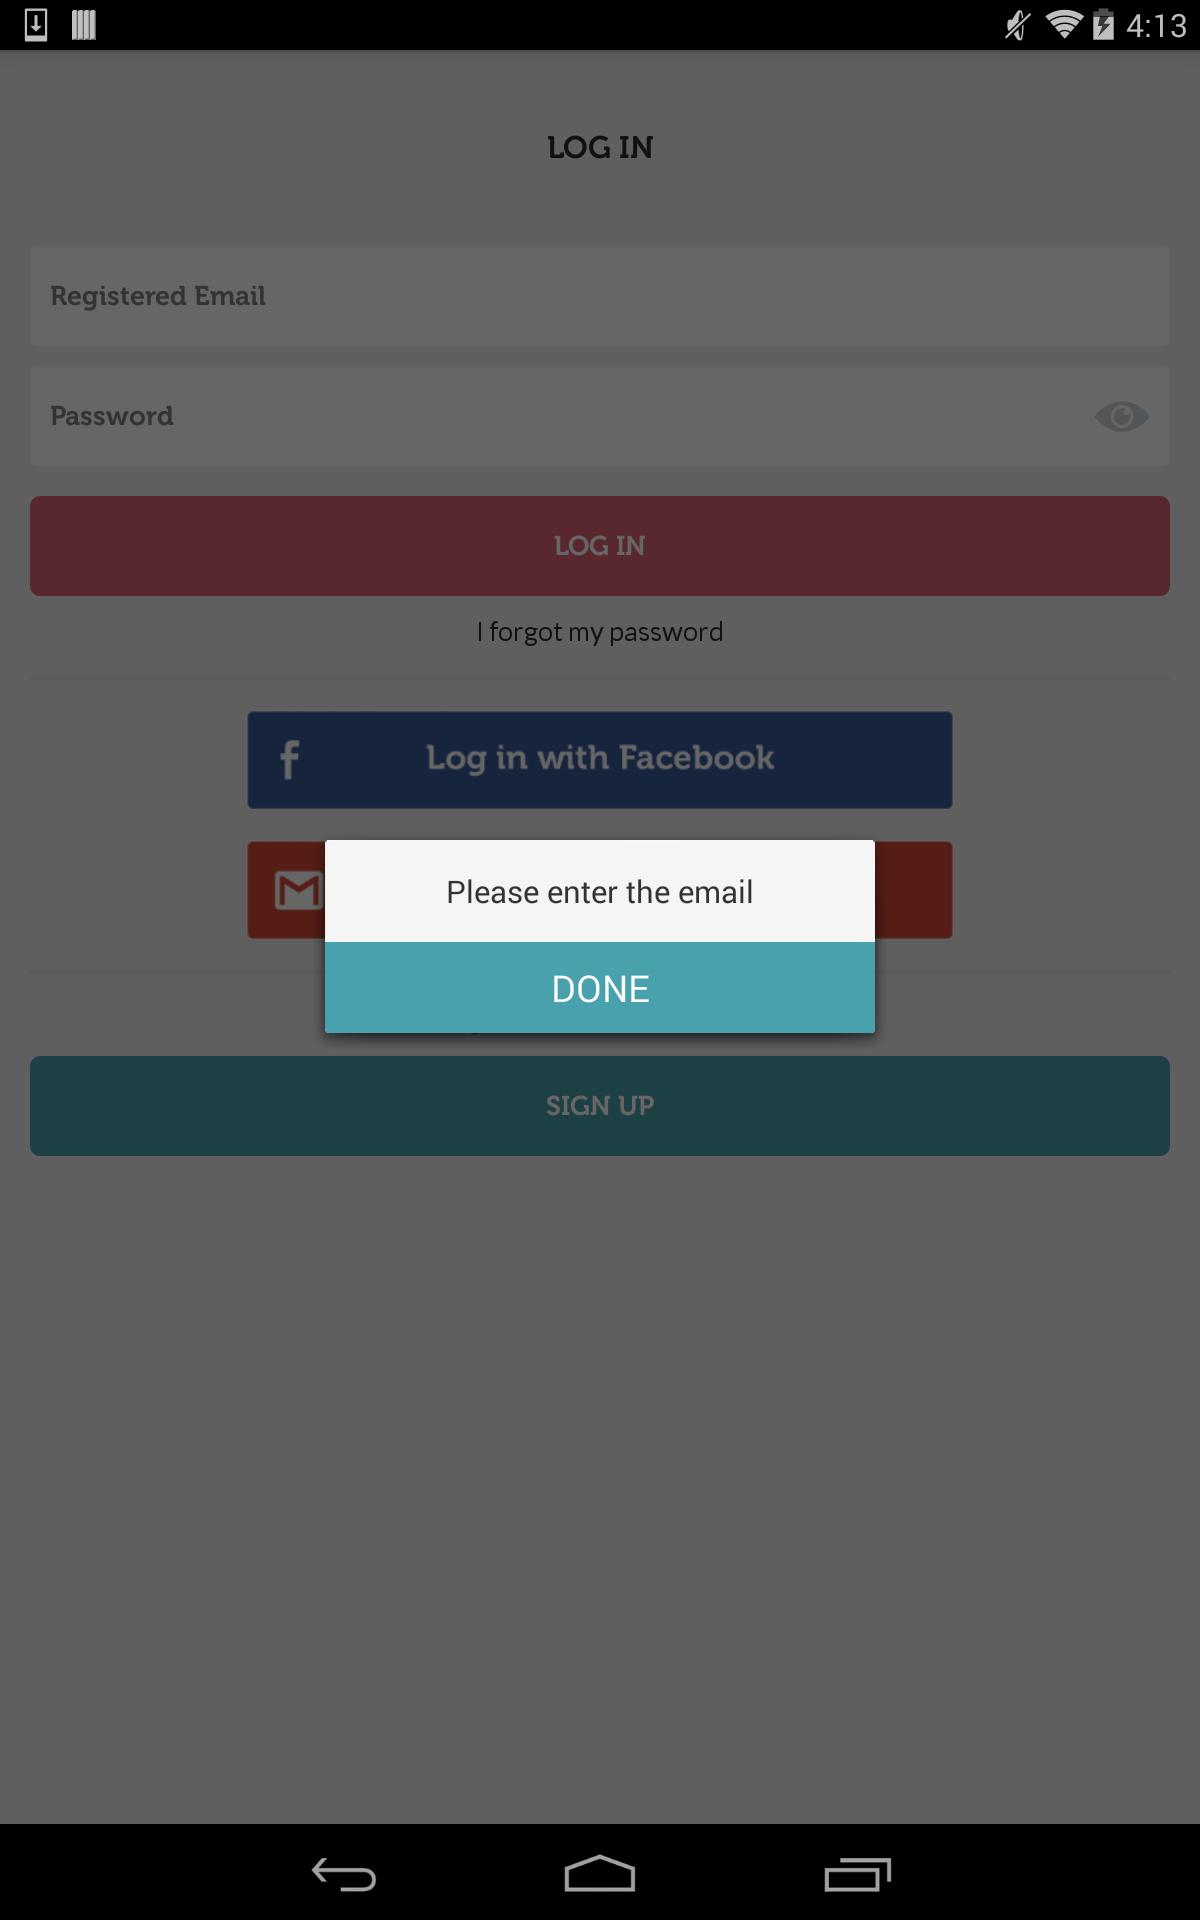 4:13
LOG IN
Registered Email
Password
LOG IN
I forgot my password
Log in with Facebook
Please enter the email
DONE
SIGN UP